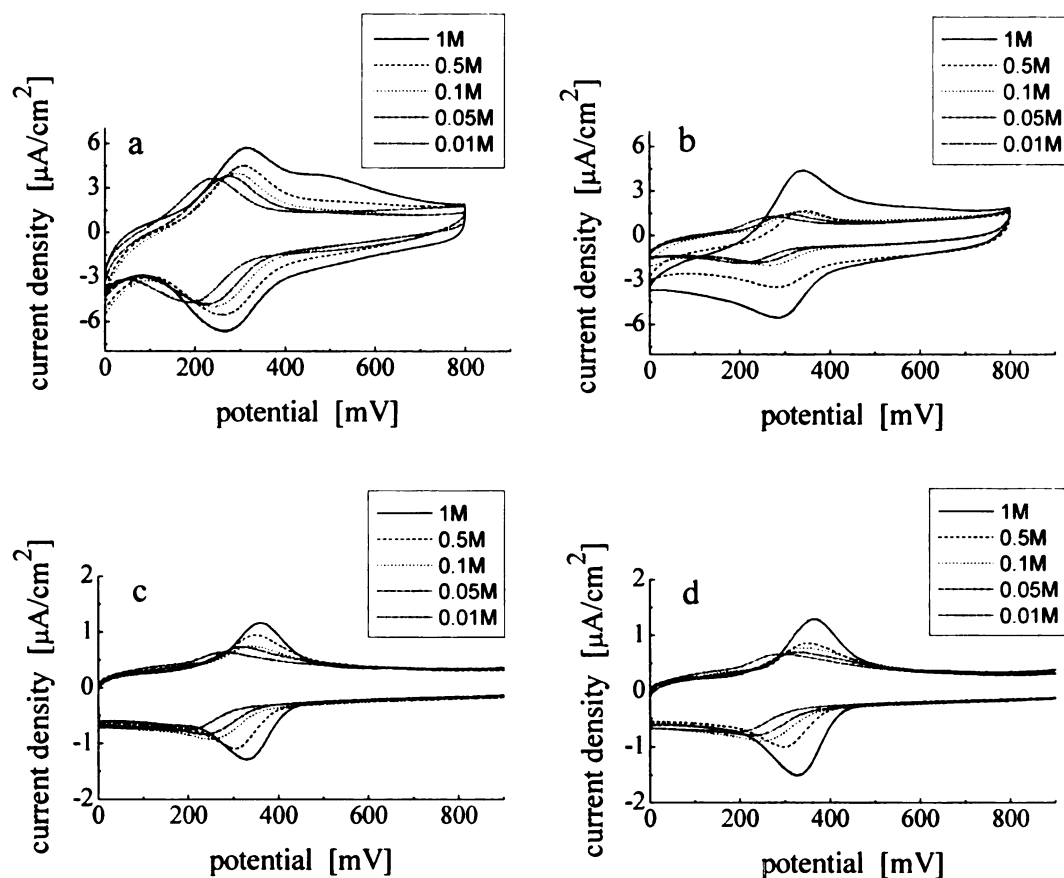 1M
0.5M
0.1M
0.05M
0.01M
a
6
3
0
-3
-6
0 200 400 600 800
current density [µA/cm²]
potential [mV]
1M
0.5M
0.1M
0.05M
0.01M
b
6
3
0
-3
-6
0 200 400 600 800
current density [µA/cm²]
potential [mV]
1M
0.5M
0.1M
0.05M
0.01M
c
2
1
0
-1
-2
0 200 400 600 800
current density [µA/cm²]
potential [mV]
1M
0.5M
0.1M
0.05M
0.01M
d
2
1
0
-1
-2
0 200 400 600 800
current density [µA/cm²]
potential [mV]